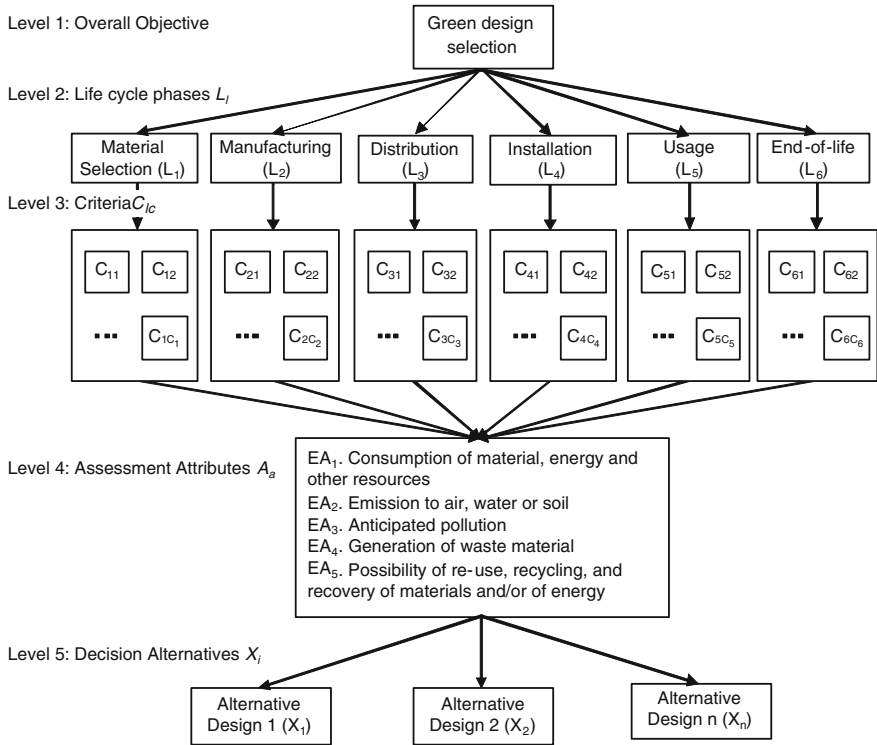 Level 1: Overall Objective
Green design
selection
Level 2: Life cycle phases Lₗ
Material
Selection (L₁)
Manufacturing
(L₂)
Distribution
(L₃)
Installation
(L₄)
Usage
(L₅)
End-of-life
(L₆)
Level 3: CriteriaC_lc
C₁₁ C₁₂
C₂₁ C₂₂
C₃₁ C₃₂
C₄₁ C₄₂
C₅₁ C₅₂
C₆₁ C₆₂
... C₁C₁
... C₂C₂
... C₃C₃
... C₄C₄
... C₅C₅
... C₆C₆
Level 4: Assessment Attributes Aₐ
EA₁. Consumption of material, energy and
other resources
EA₂. Emission to air, water or soil
EA₃. Anticipated pollution
EA₄. Generation of waste material
EA₅. Possibility of re-use, recycling, and
recovery of materials and/or of energy
Level 5: Decision Alternatives Xᵢ
Alternative
Design 1 (X₁)
Alternative
Design 2 (X₂)
Alternative
Design n (Xₙ)